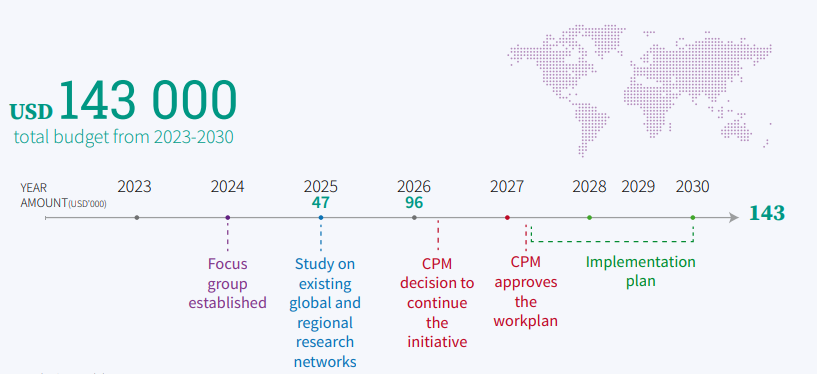 USD 143 000
total budget from 2023-2030
YEAR 2023 2024 2025 2026 2027 2028 2029 2030
AMOUNT(USD'000) 47 96 143
Focus
group
established
Study on
existing
global and
regional
research
networks
CPM
decision to
continue
the
initiative
CPM
approves
the
workplan
Implementation
plan